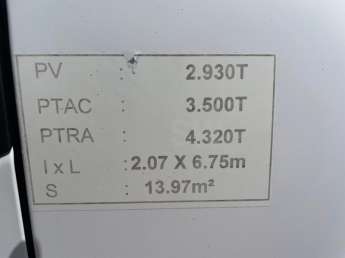 PV : 2.930T
PTAC : 3.500T
PTRA : 4.320T
l x L : 2.07 X 6.75m
S : 13.97m²